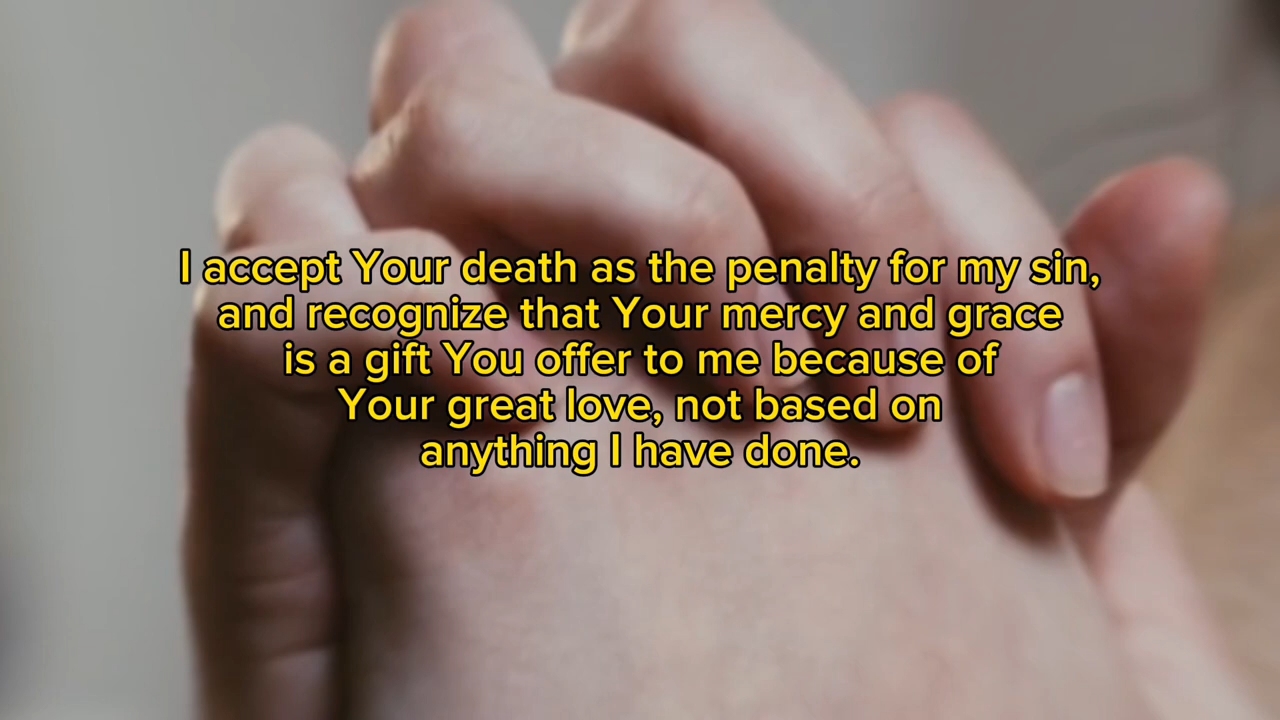 I accept Your death as the penalty for my sin,
and recognize that Your mercy and grace
is a gift You offer to me because of
Your great love, not based on
anything I have done.